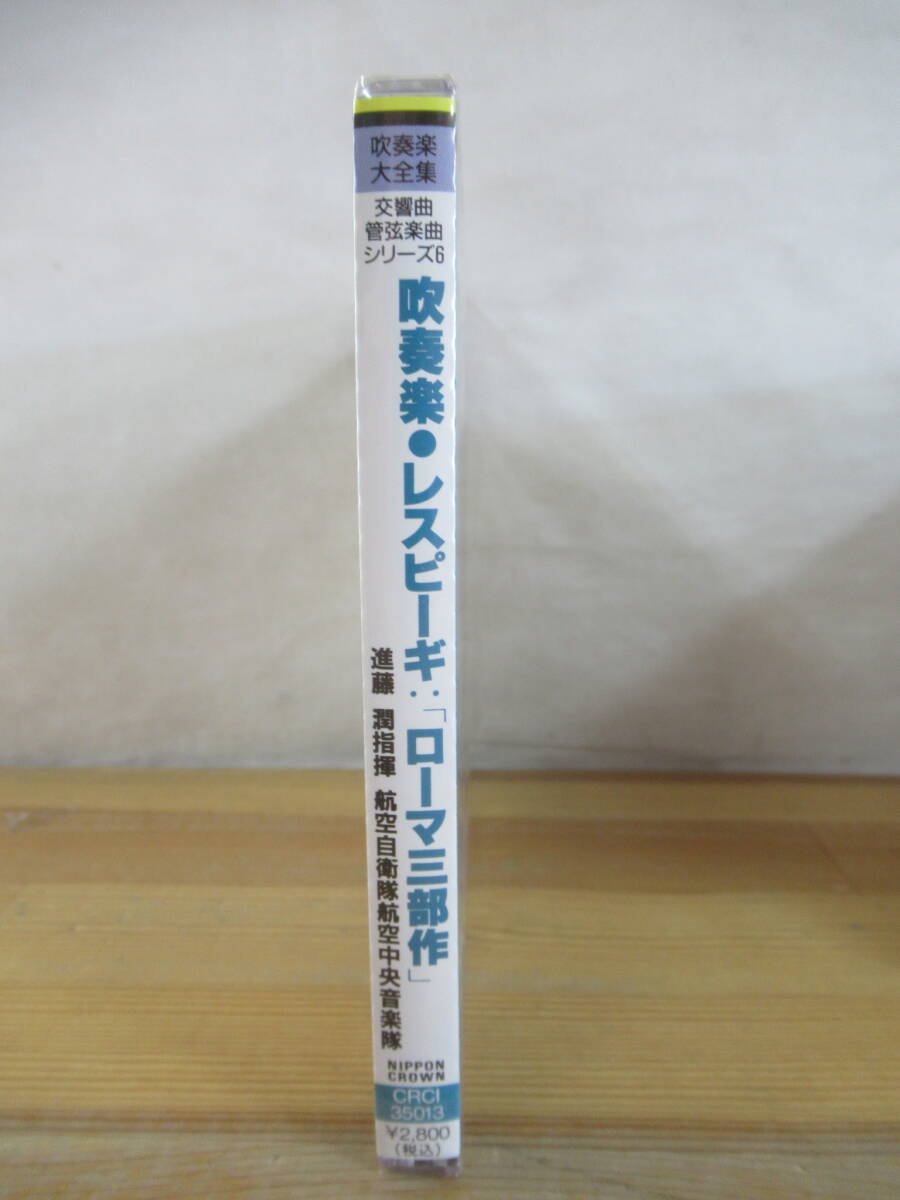 吹奏楽
大全集
交響曲
管弦楽曲
シリーズ6
吹奏楽●レスピーギ:「ローマ三部作」
進藤 潤指揮 航空自衛隊航空中央音楽隊
NIPPON
CROWN
CRCI
35013
¥2,800
(税込)